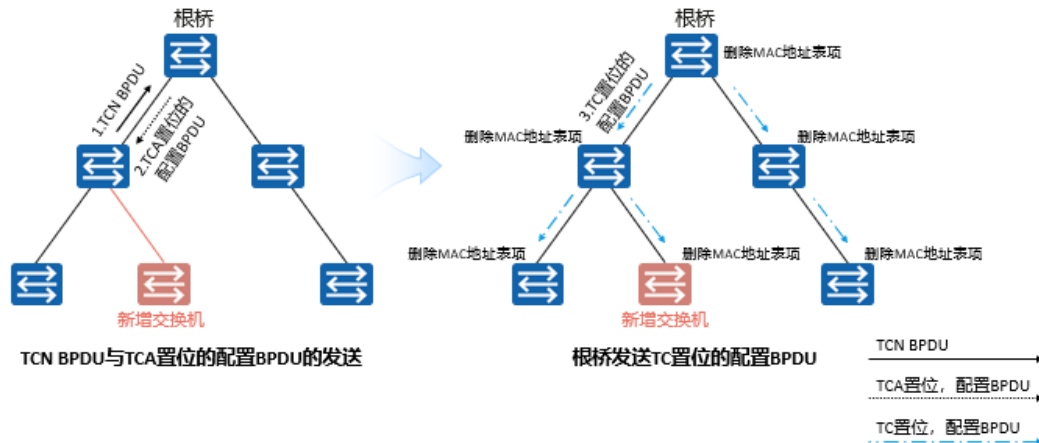 根桥
1.TCN BPDU
2.TCA置位的
配置BPDU
新增交换机
TCN BPDU与TCA置位的配置BPDU的发送
根桥
删除MAC地址表项
3.TC置位的
配置BPDU
删除MAC地址表项
删除MAC地址表项
删除MAC地址表项
删除MAC地址表项
删除MAC地址表项
新增交换机
根桥发送TC置位的配置BPDU
TCN BPDU
TCA置位，配置BPDU
TC置位，配置BPDU